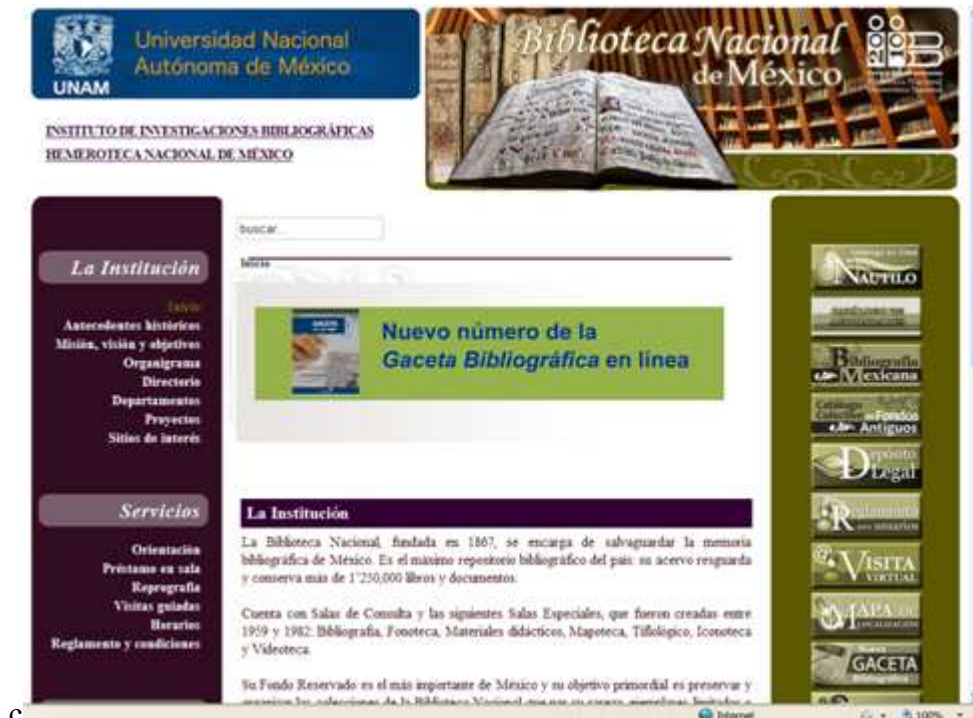 Universidad Nacional
Autónoma de México
UNAM
Biblioteca Nacional
de México
INSTITUTO DE INVESTIGACIONES BIBLIOGRÁFICAS
HEMEROTECA NACIONAL DE MÉXICO
buscar...
Inicio
La Institución
Inicio
Antecedentes históricos
Misión, visión y objetivos
Organigrama
Directorio
Departamentos
Proyectos
Sitios de interés
Servicios
Orientación
Préstamo en sala
Reprografía
Visitas guiadas
Horarios
Reglamento y condiciones
GACETA
Nuevo número de la
Gaceta Bibliográfica en línea
La Institución
La Biblioteca Nacional, fundada en 1867, se encarga de salvaguardar la memoria
bibliográfica de México. Es el máximo repositorio bibliográfico del país: su acervo resguarda
y conserva más de 1'250,000 libros y documentos.
Cuenta con Salas de Consulta y las siguientes Salas Especiales, que fueron creadas entre
1959 y 1982: Bibliografía, Fonoteca, Materiales didácticos, Mapoteca, Tiflológico, Iconoteca
y Videoteca.
Su Fondo Reservado es el más importante de México y su objetivo primordial es preservar y
NAUTILO
Bibliografía
Mexicana
Catálogo
Colectivo de Fondos
Antiguos
Depósito
Legal
Reglamento
para usuarios
VISITA
VIRTUAL
MAPA DE
LOCALIZACIÓN
Nueva
GACETA
Bibliográfica
Internet
100%
c